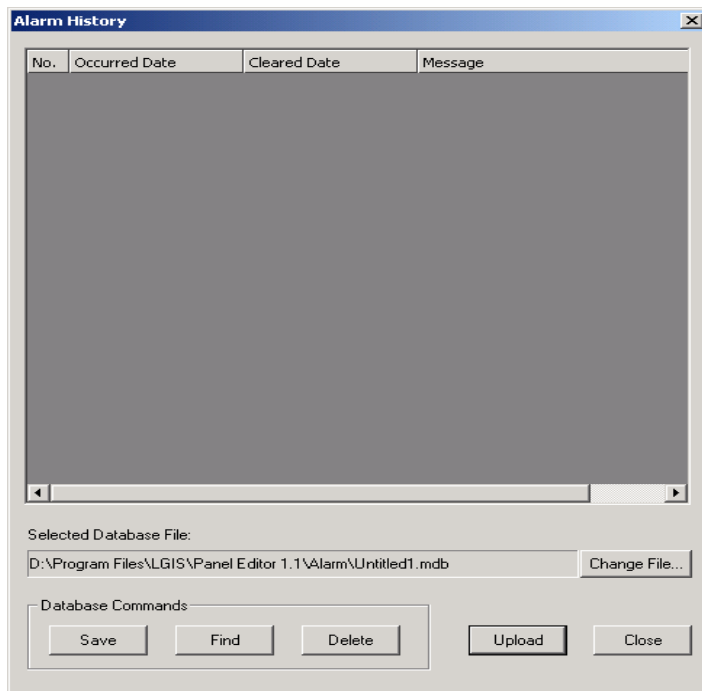 Alarm History
No. Occurred Date Cleared Date Message
Selected Database File:
D:\Program Files\LGIS\Panel Editor 1.1\Alarm\Untitled1.mdb Change File...
Database Commands
Save Find Delete Upload Close